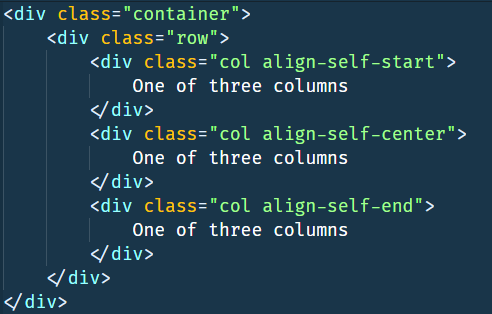 <div class="container">
    <div class="row">
        <div class="col align-self-start">
            One of three columns
        </div>
        <div class="col align-self-center">
            One of three columns
        </div>
        <div class="col align-self-end">
            One of three columns
        </div>
    </div>
</div>